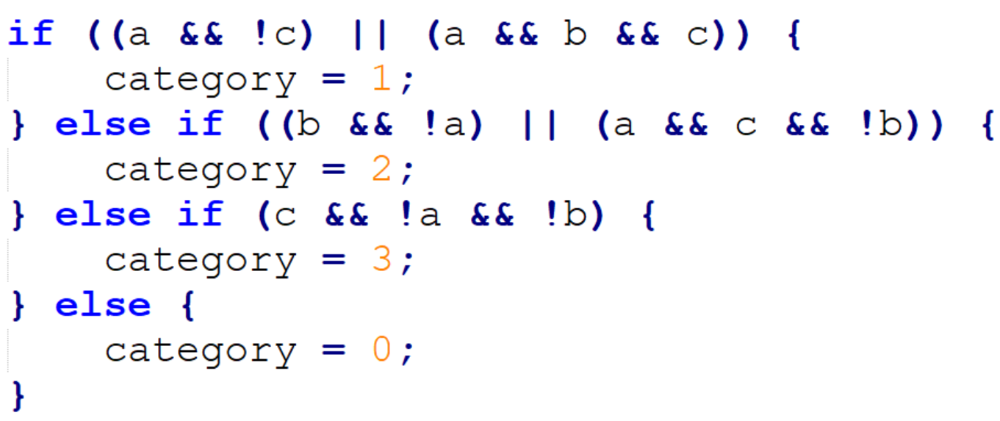 if ((a && !c) || (a && b && c)) {
    category = 1;
} else if ((b && !a) || (a && c && !b)) {
    category = 2;
} else if (c && !a && !b) {
    category = 3;
} else {
    category = 0;
}